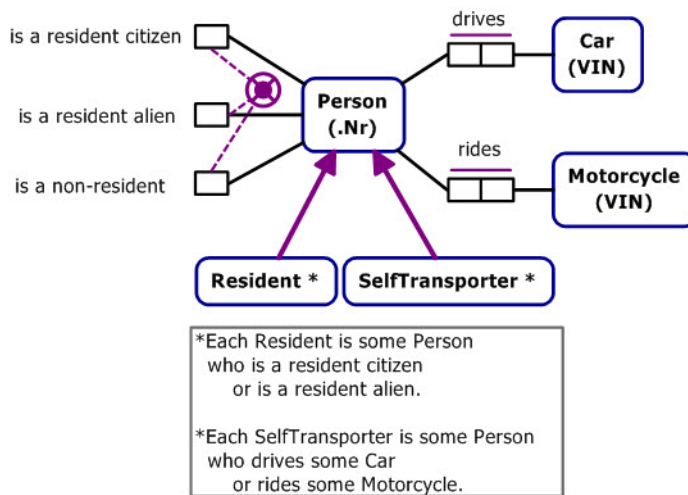 is a resident citizen
is a resident alien
is a non-resident
Person
(.Nr)
drives
Car
(VIN)
rides
Motorcycle
(VIN)
Resident *
SelfTransporter *
*Each Resident is some Person
who is a resident citizen
or is a resident alien.
*Each SelfTransporter is some Person
who drives some Car
or rides some Motorcycle.